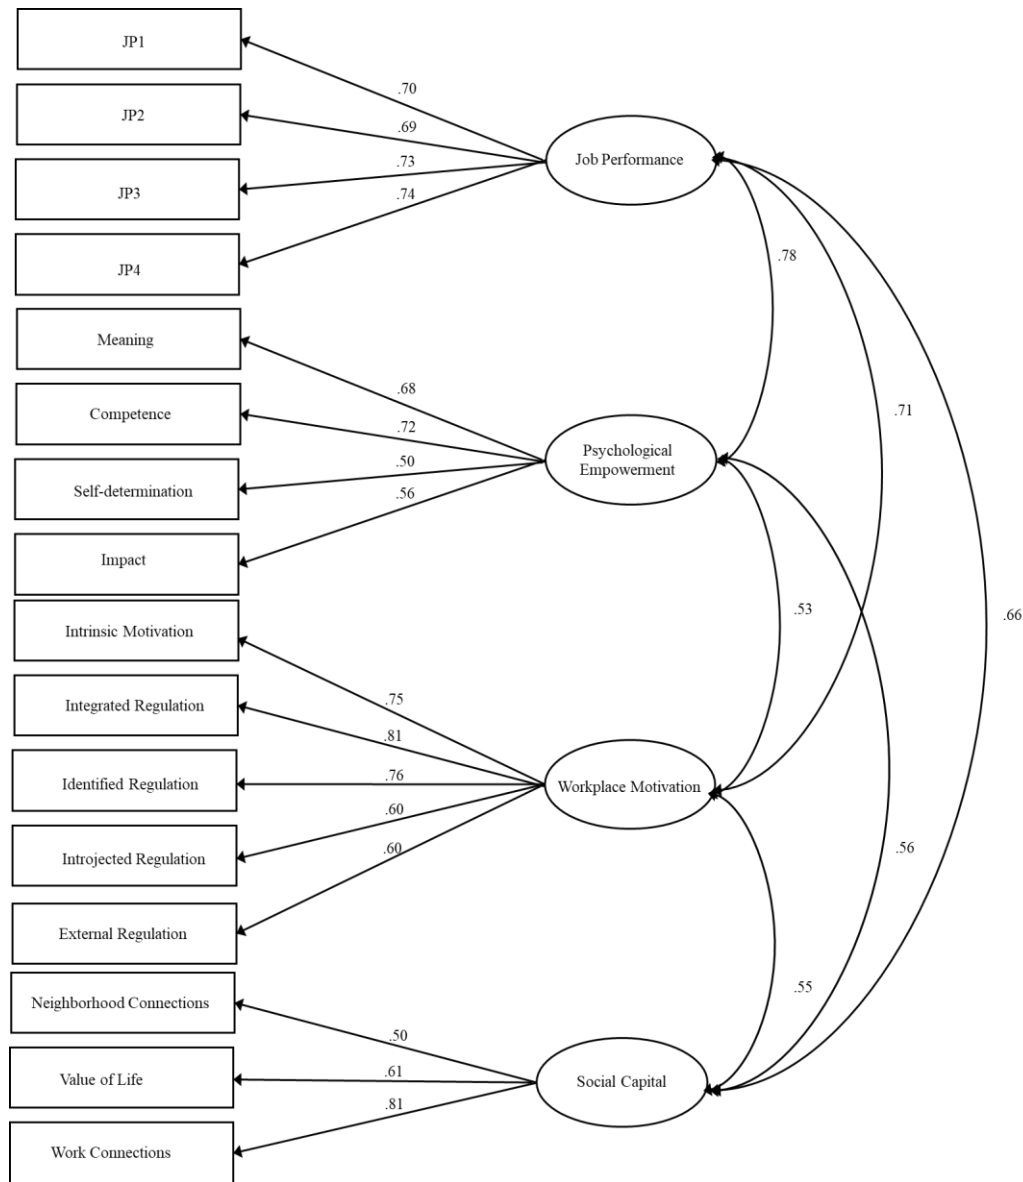 JP1
.70
JP2
.69
Job Performance
.73
JP3
.74
.78
JP4
Meaning
.68
.71
Competence
.72
Psychological
Empowerment
.50
Self-determination
.56
Impact
.53
.66
Intrinsic Motivation
.75
Integrated Regulation
.81
.76
Identified Regulation
Workplace Motivation
.60
Introjected Regulation
.60
.56
External Regulation
.55
Neighborhood Connections
.50
.61
Value of Life
Social Capital
.81
Work Connections